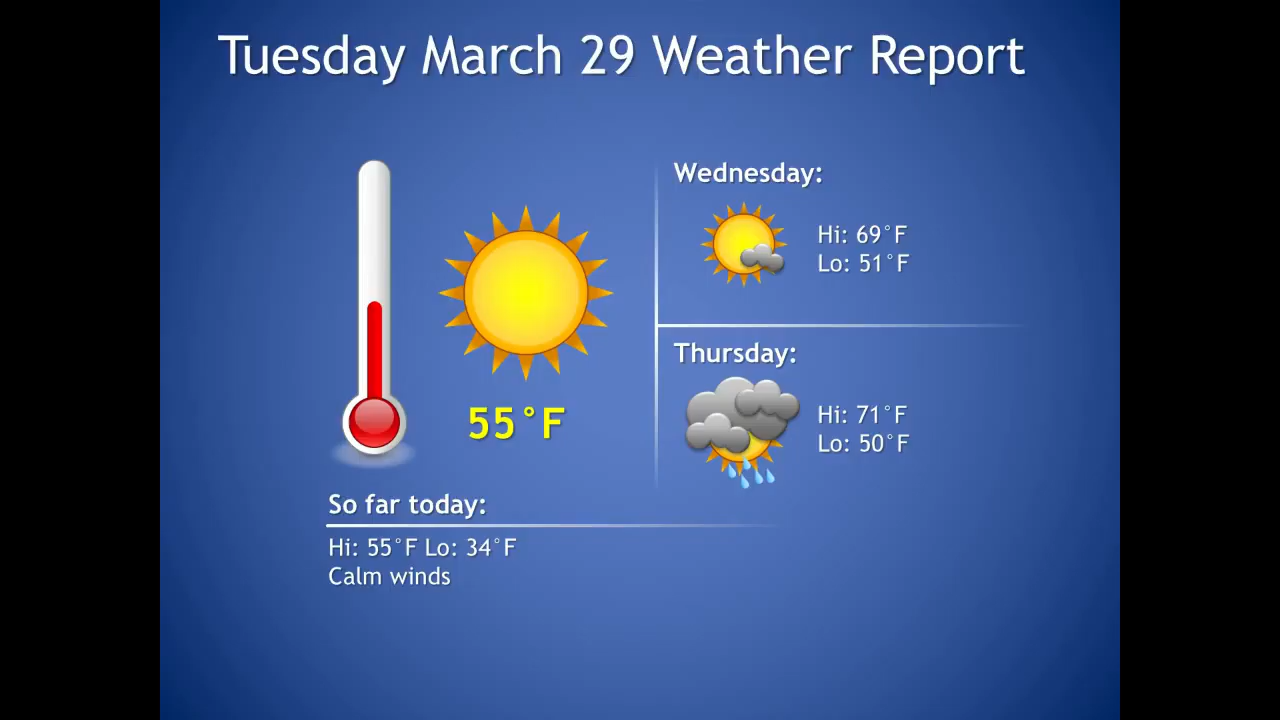 Tuesday March 29 Weather Report
55°F
So far today:
Hi: 55°F Lo: 34°F
Calm winds
Wednesday:
Hi: 69°F
Lo: 51°F
Thursday:
Hi: 71°F
Lo: 50°F